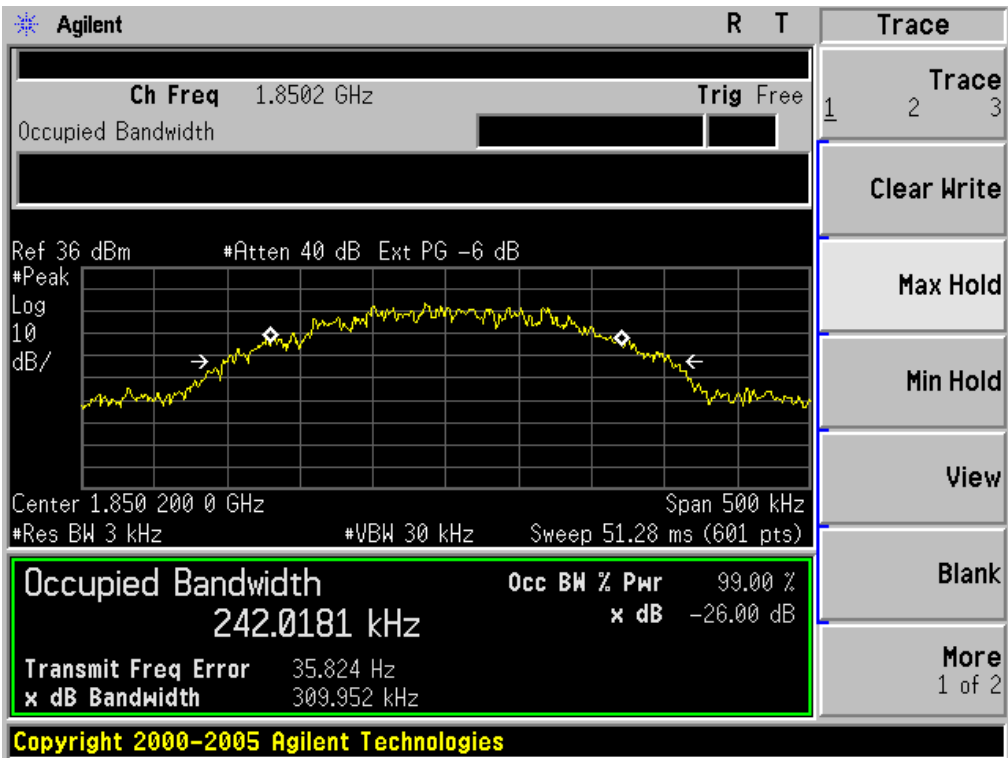 Agilent R T Trace
Ch Freq 1.8502 GHz Trig Free
Occupied Bandwidth
Trace
1 2 3
Clear Write
Max Hold
Min Hold
View
Blank
More
1 of 2
Ref 36 dBm #Atten 40 dB Ext PG -6 dB
#Peak
Log
10
dB/
Center 1.850 200 0 GHz Span 500 kHz
#Res BW 3 kHz #VBW 30 kHz Sweep 51.28 ms (601 pts)
Occupied Bandwidth Occ BW % Pwr 99.00 %
242.0181 kHz x dB -26.00 dB
Transmit Freq Error 35.824 Hz
x dB Bandwidth 309.952 kHz
Copyright 2000-2005 Agilent Technologies